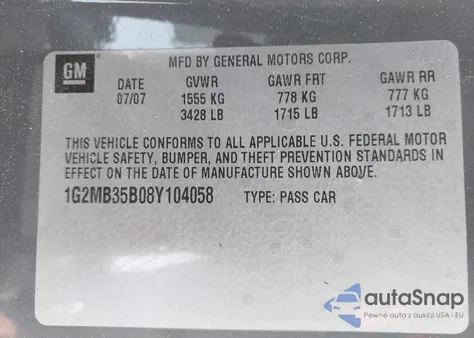 GM
MFD BY GENERAL MOTORS CORP.
DATE GVWR GAWR FRT GAWR RR
07/07 1555 KG 778 KG 777 KG
3428 LB 1715 LB 1713 LB
THIS VEHICLE CONFORMS TO ALL APPLICABLE U.S. FEDERAL MOTOR
VEHICLE SAFETY, BUMPER, AND THEFT PREVENTION STANDARDS IN
EFFECT ON THE DATE OF MANUFACTURE SHOWN ABOVE.
1G2MB35B08Y104058 TYPE: PASS CAR
autaSnap
Pewne auta z aukcji USA i EU